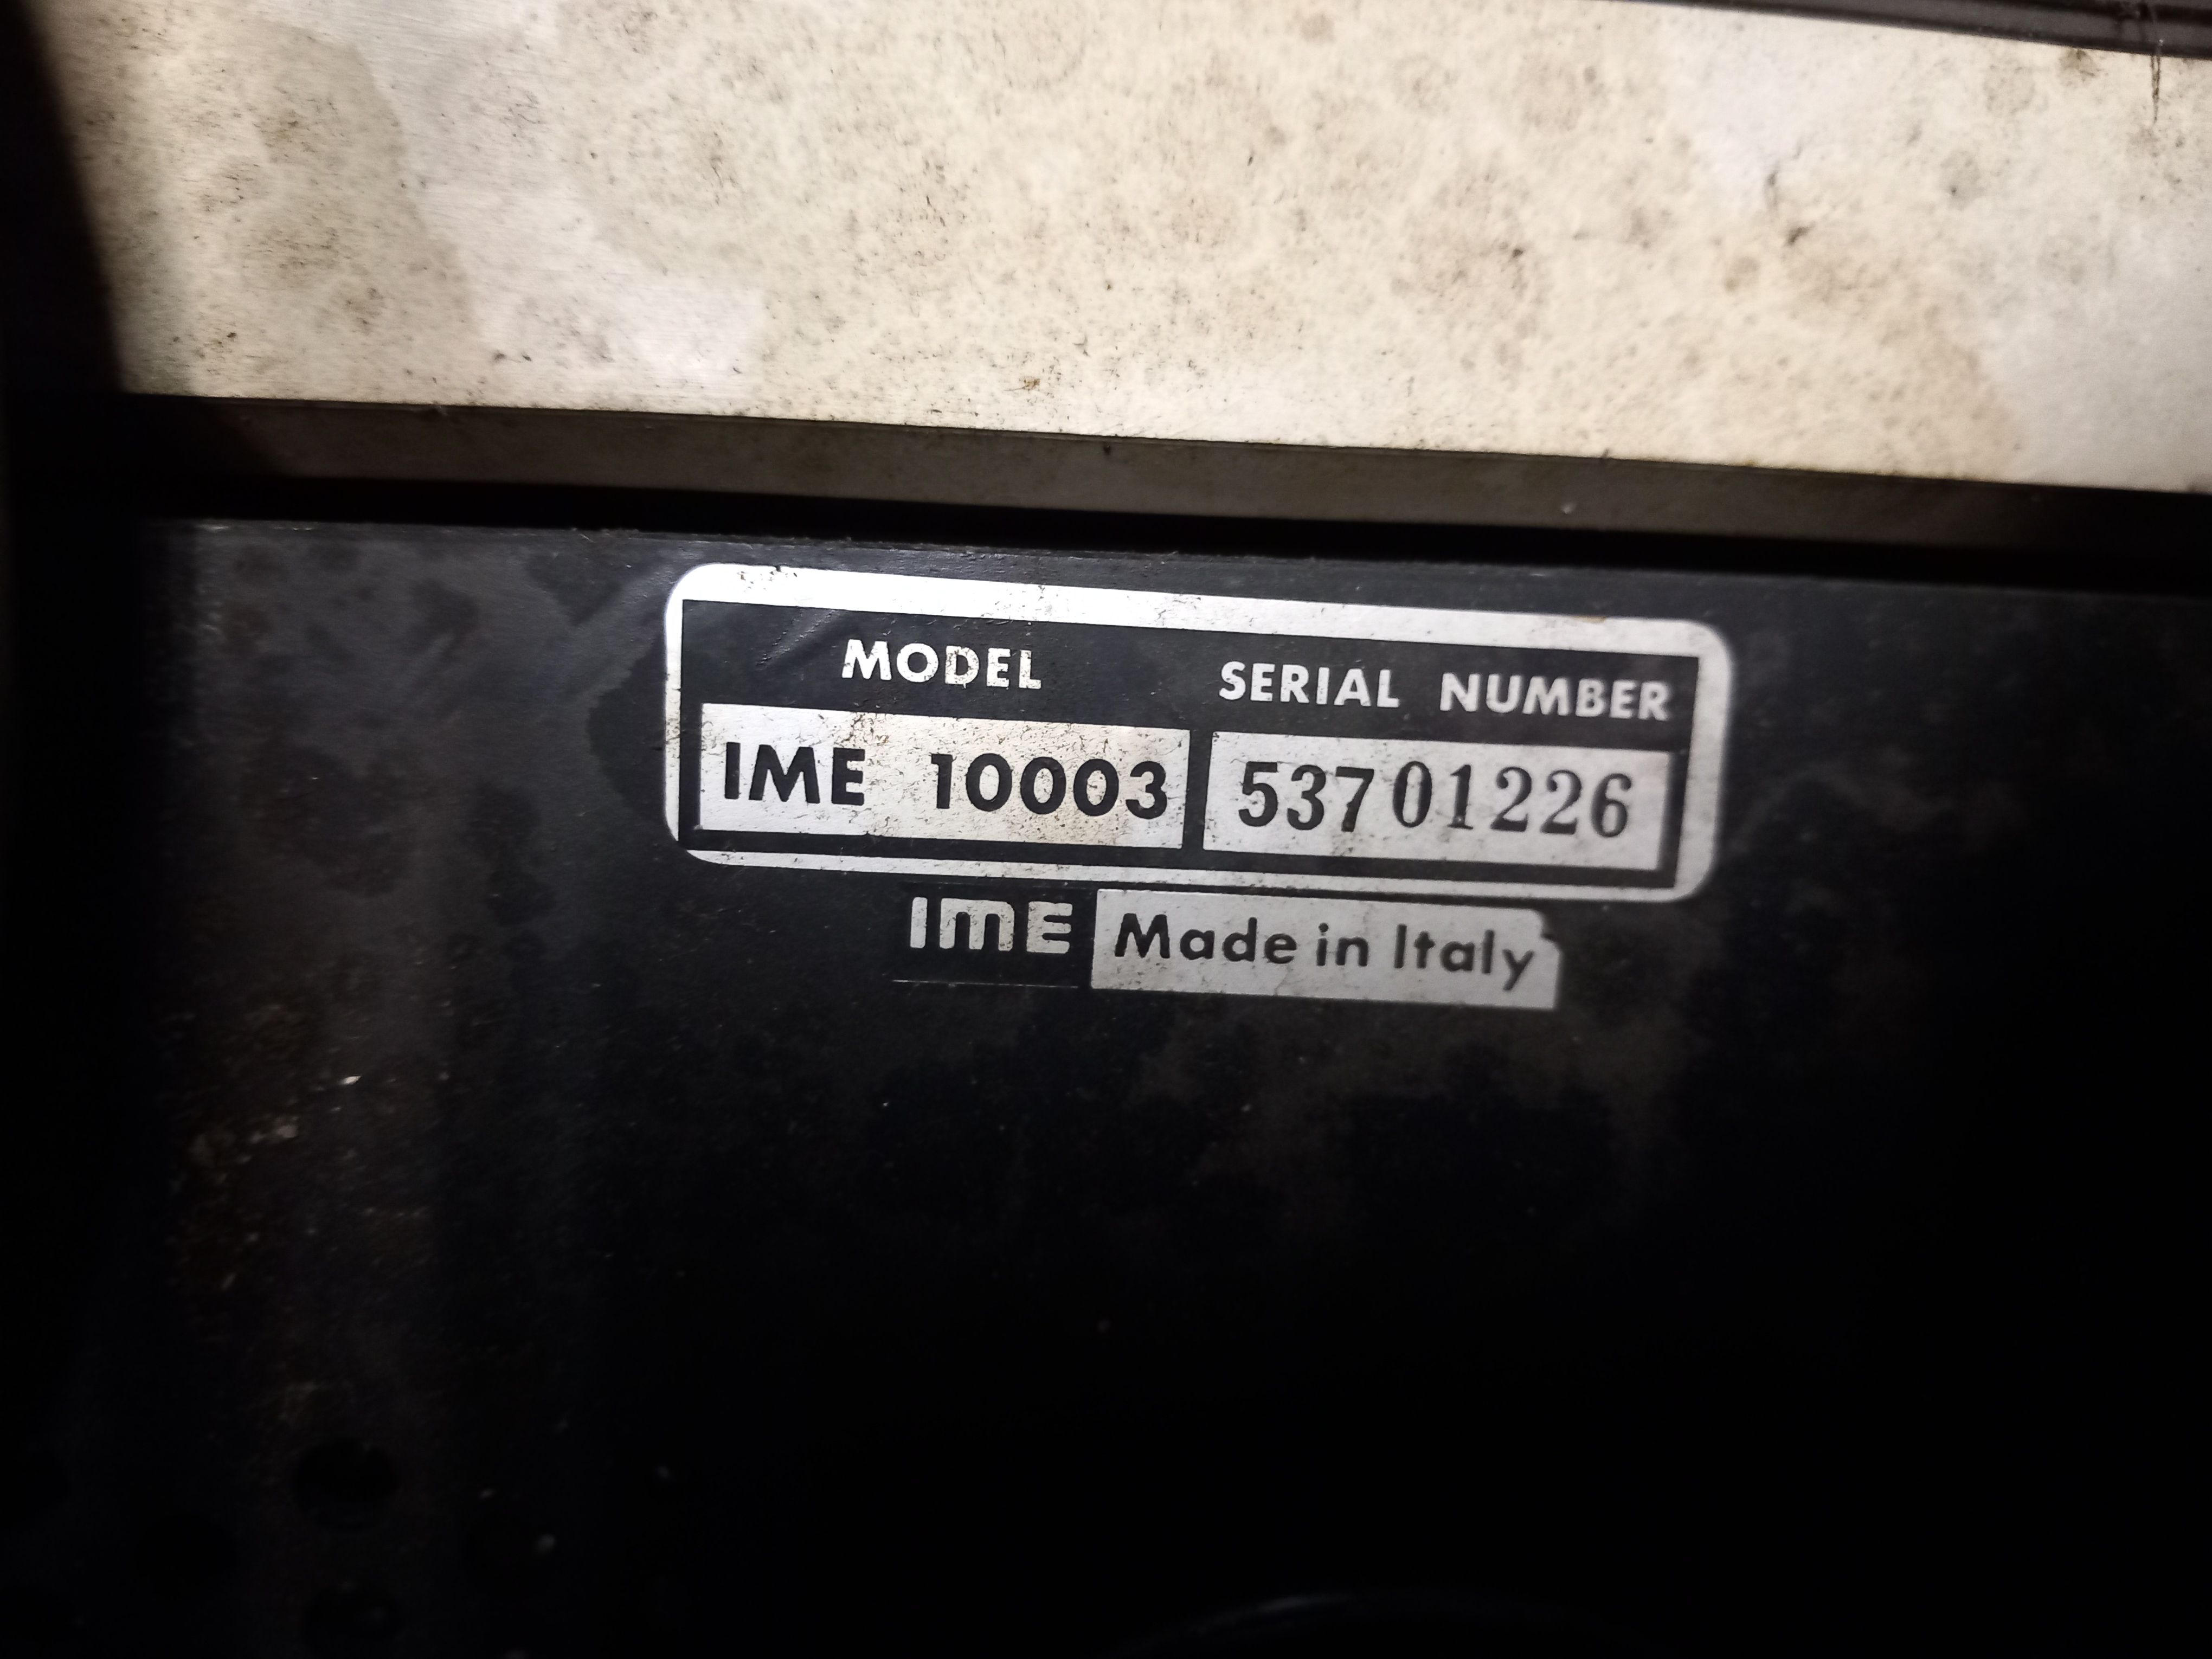 MODEL SERIAL NUMBER
IME 10003 53701226
IME Made in Italy